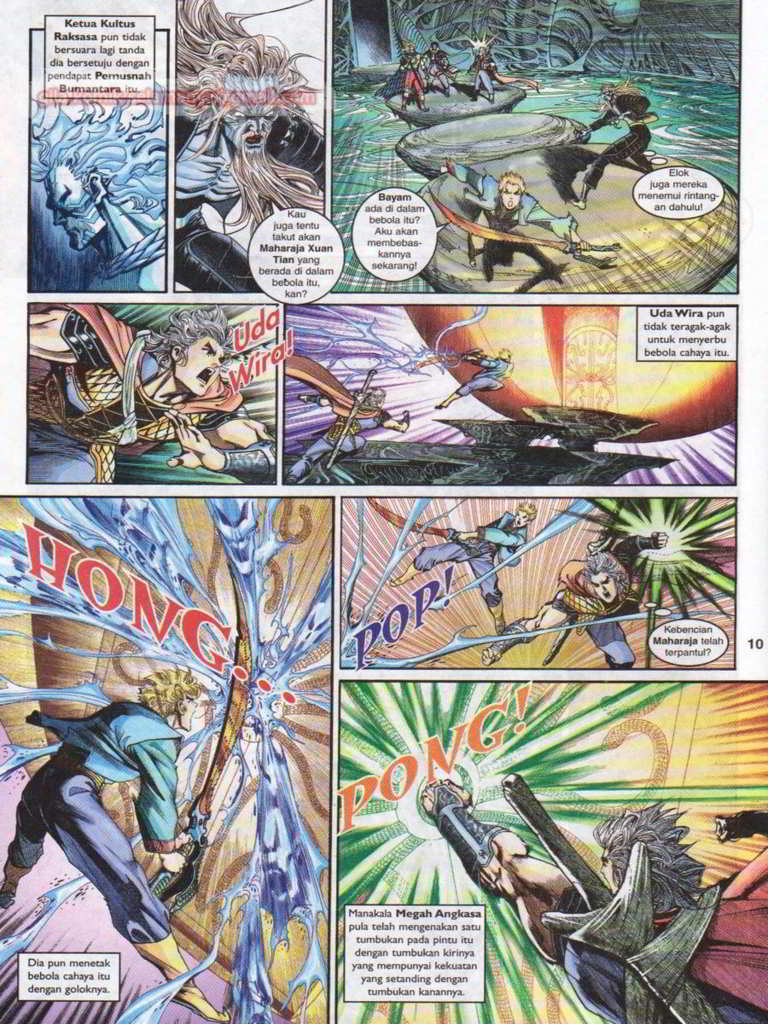 Ketua Kultus
Raksasa pun tidak
bersuara lagi tanda
dia bersetuju dengan
pendapat Pemusnah
Bumantara itu.
Kau
juga tentu
takut akan
Maharaja Xuan
Tian yang
berada di dalam
bebola itu,
kan?
Bayam
ada di dalam
bebola itu?
Aku akan
membebas-
kannya
sekarang!
Elok
juga mereka
menemui rintang-
an dahulu!
Uda
Wira!
Uda Wira pun
tidak teragak-agak
untuk menyerbu
bebola cahaya itu.
HONG...
Dia pun menetak
bebola cahaya itu
dengan goloknya.
POP!
Kebencian
Maharaja telah
terpantul?
10
PONG!
Manakala Megah Angkasa
pula telah mengenakan satu
tumbukan pada pintu itu
dengan tumbukan kirinya
yang mempunyai kekuatan
yang setanding dengan
tumbukan kanannya.